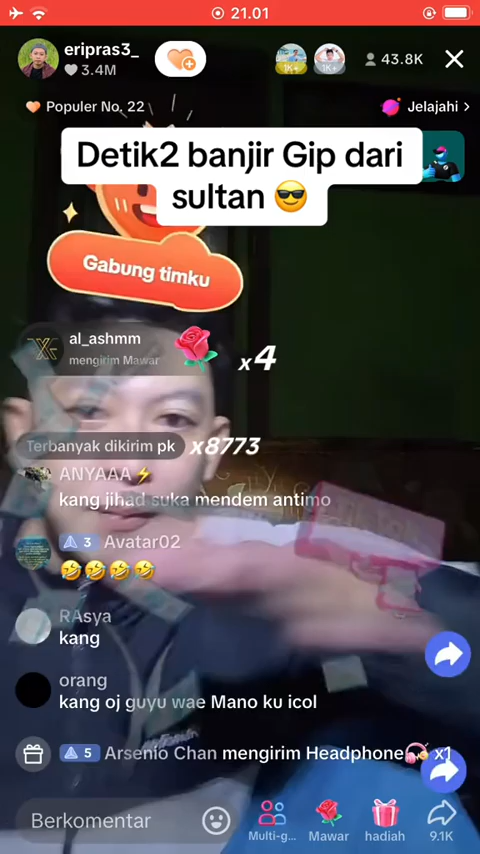 21.01
eripras3_
3.4M
1K+
1K+
43.8K
Populer No. 22
Jelajahi >
Detik2 banjir Gip dari
sultan 😎
Gabung timku
al_ashmm
mengirim Mawar
x4
Terbanyak dikirim pk
x8773
ANYAAA⚡
kang jihad suka mendem antimo
3 Avatar02
🤣🤣🤣🤣
RAsya
kang
orang
kang oj guyu wae Mano ku icol
5 Arsenio Chan mengirim Headphone🎧 x1
Berkomentar
Multi-g...
Mawar
hadiah
9.1K